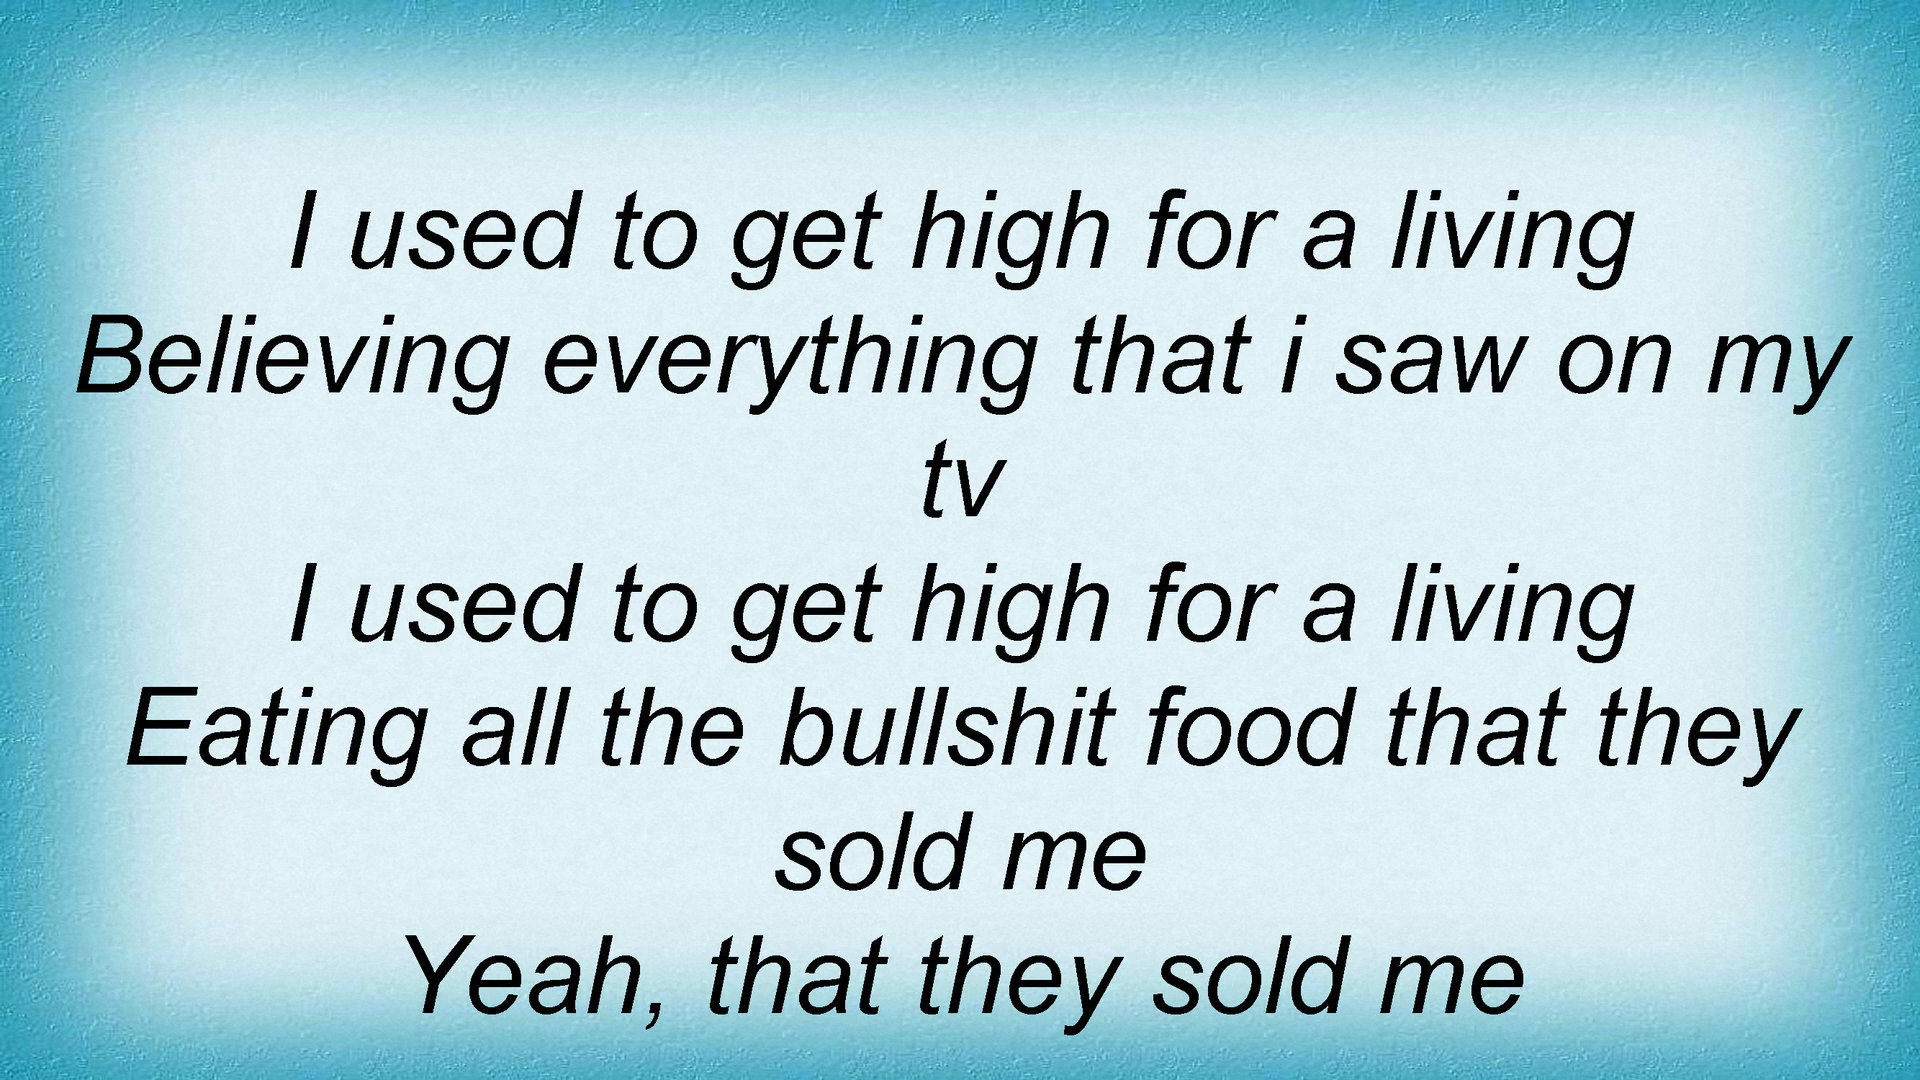 I used to get high for a living
Believing everything that i saw on my
tv
I used to get high for a living
Eating all the bullshit food that they
sold me
Yeah, that they sold me